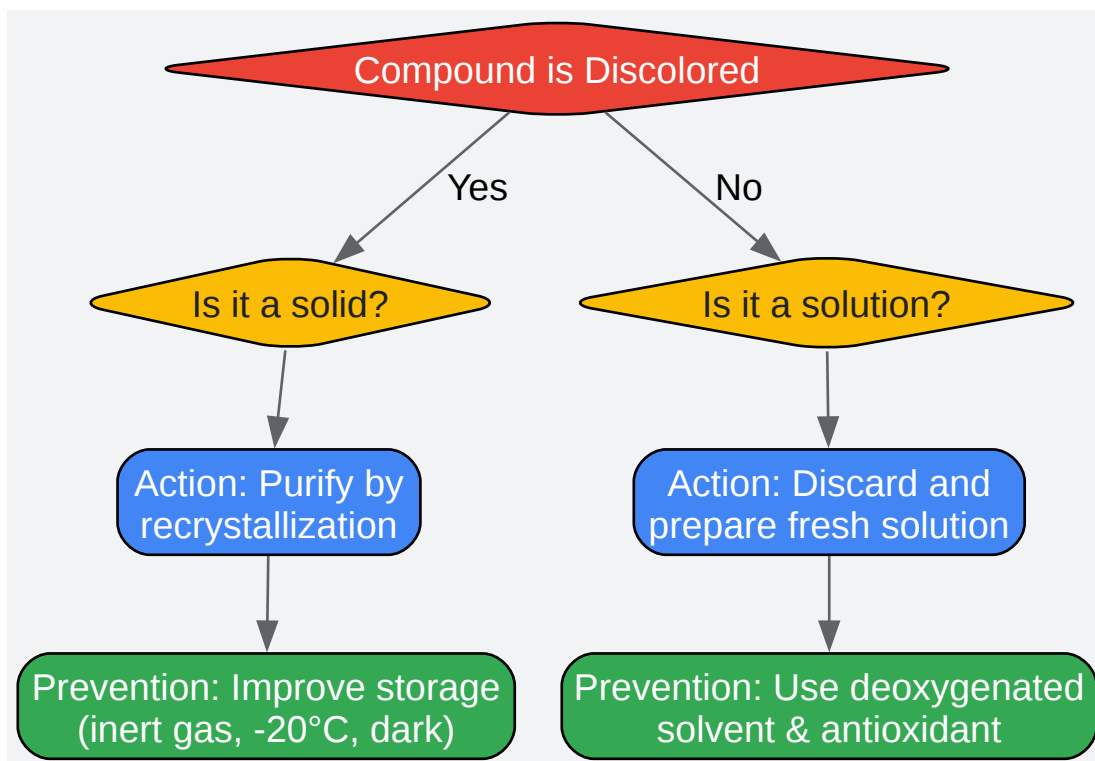 Compound is Discolored
Yes
No
Is it a solid?
Is it a solution?
Action: Purify by
recrystallization
Action: Discard and
prepare fresh solution
Prevention: Improve storage
(inert gas, -20°C, dark)
Prevention: Use deoxygenated
solvent & antioxidant